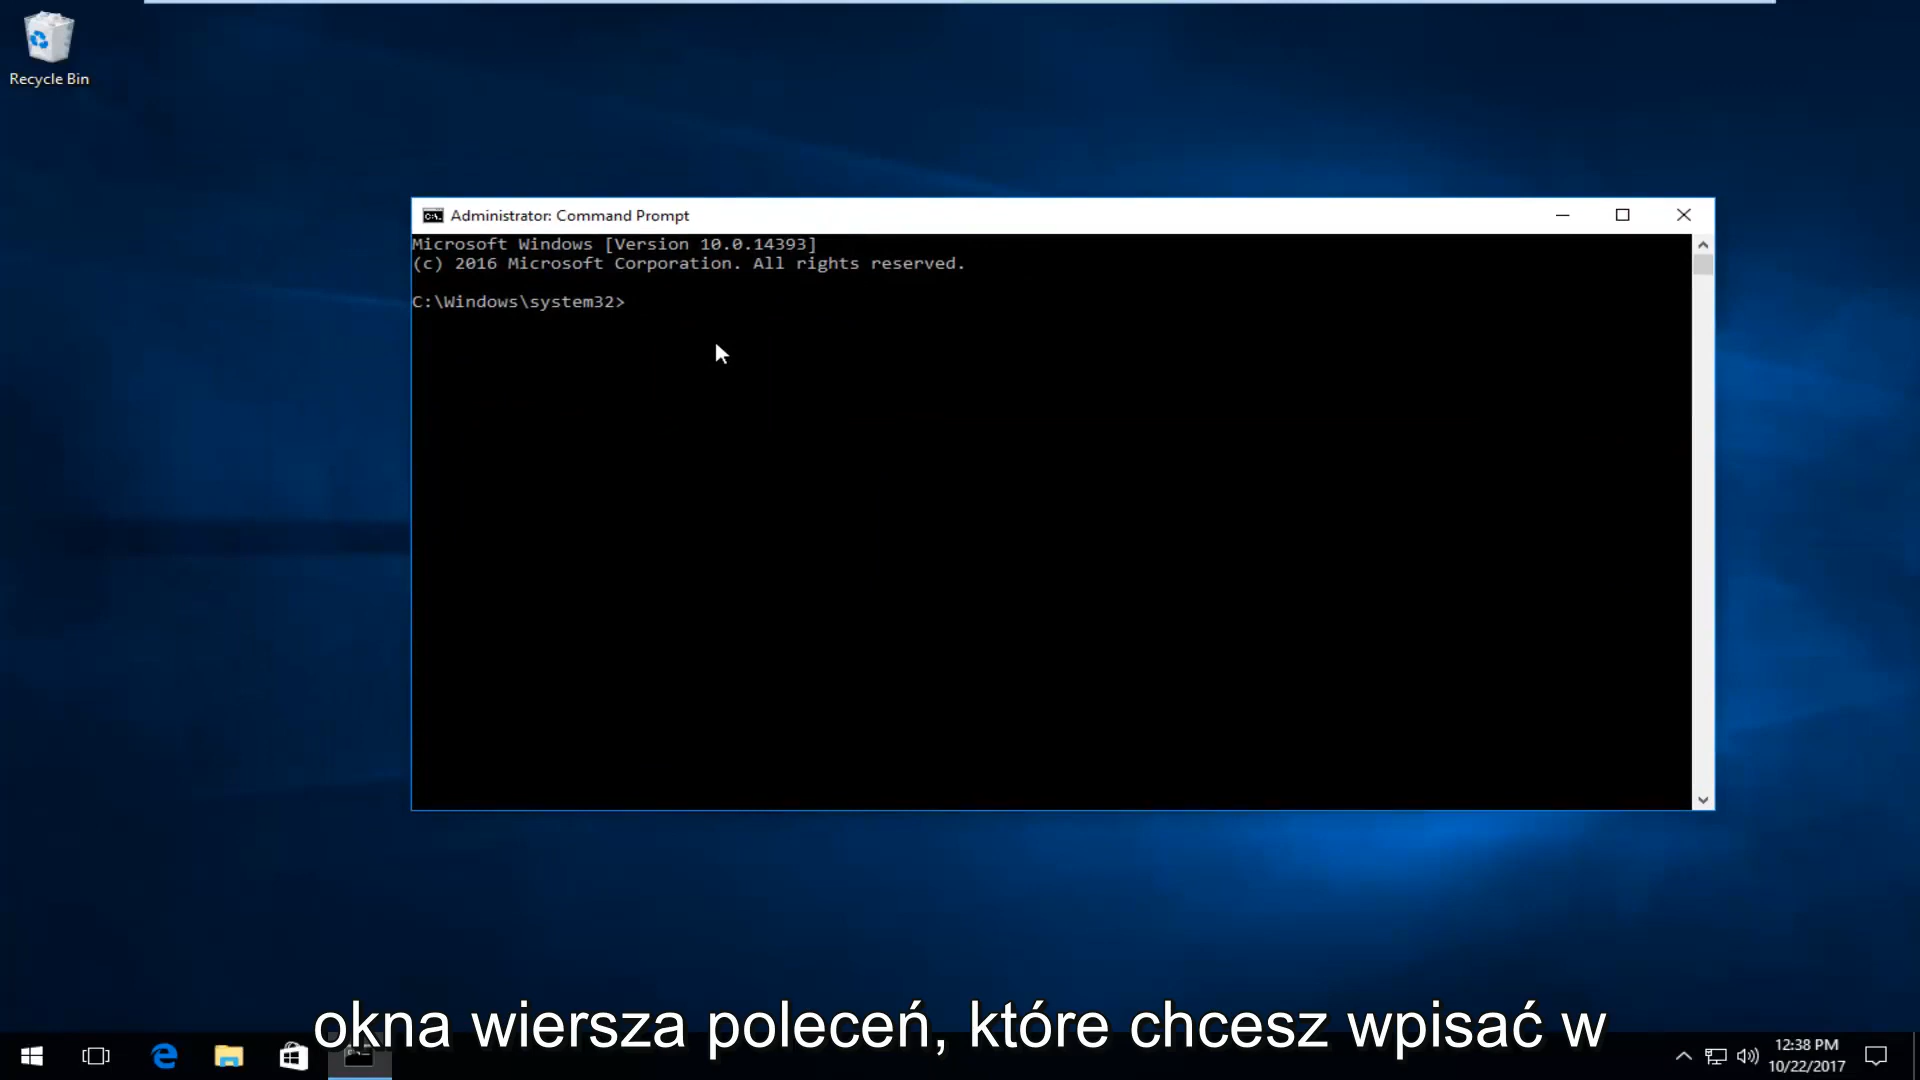 Recycle Bin
Administrator: Command Prompt
Microsoft Windows [Version 10.0.14393]
(c) 2016 Microsoft Corporation. All rights reserved.
C:\Windows\system32>
okna wiersza poleceń, które chcesz wpisać w
12:38 PM
10/22/2017